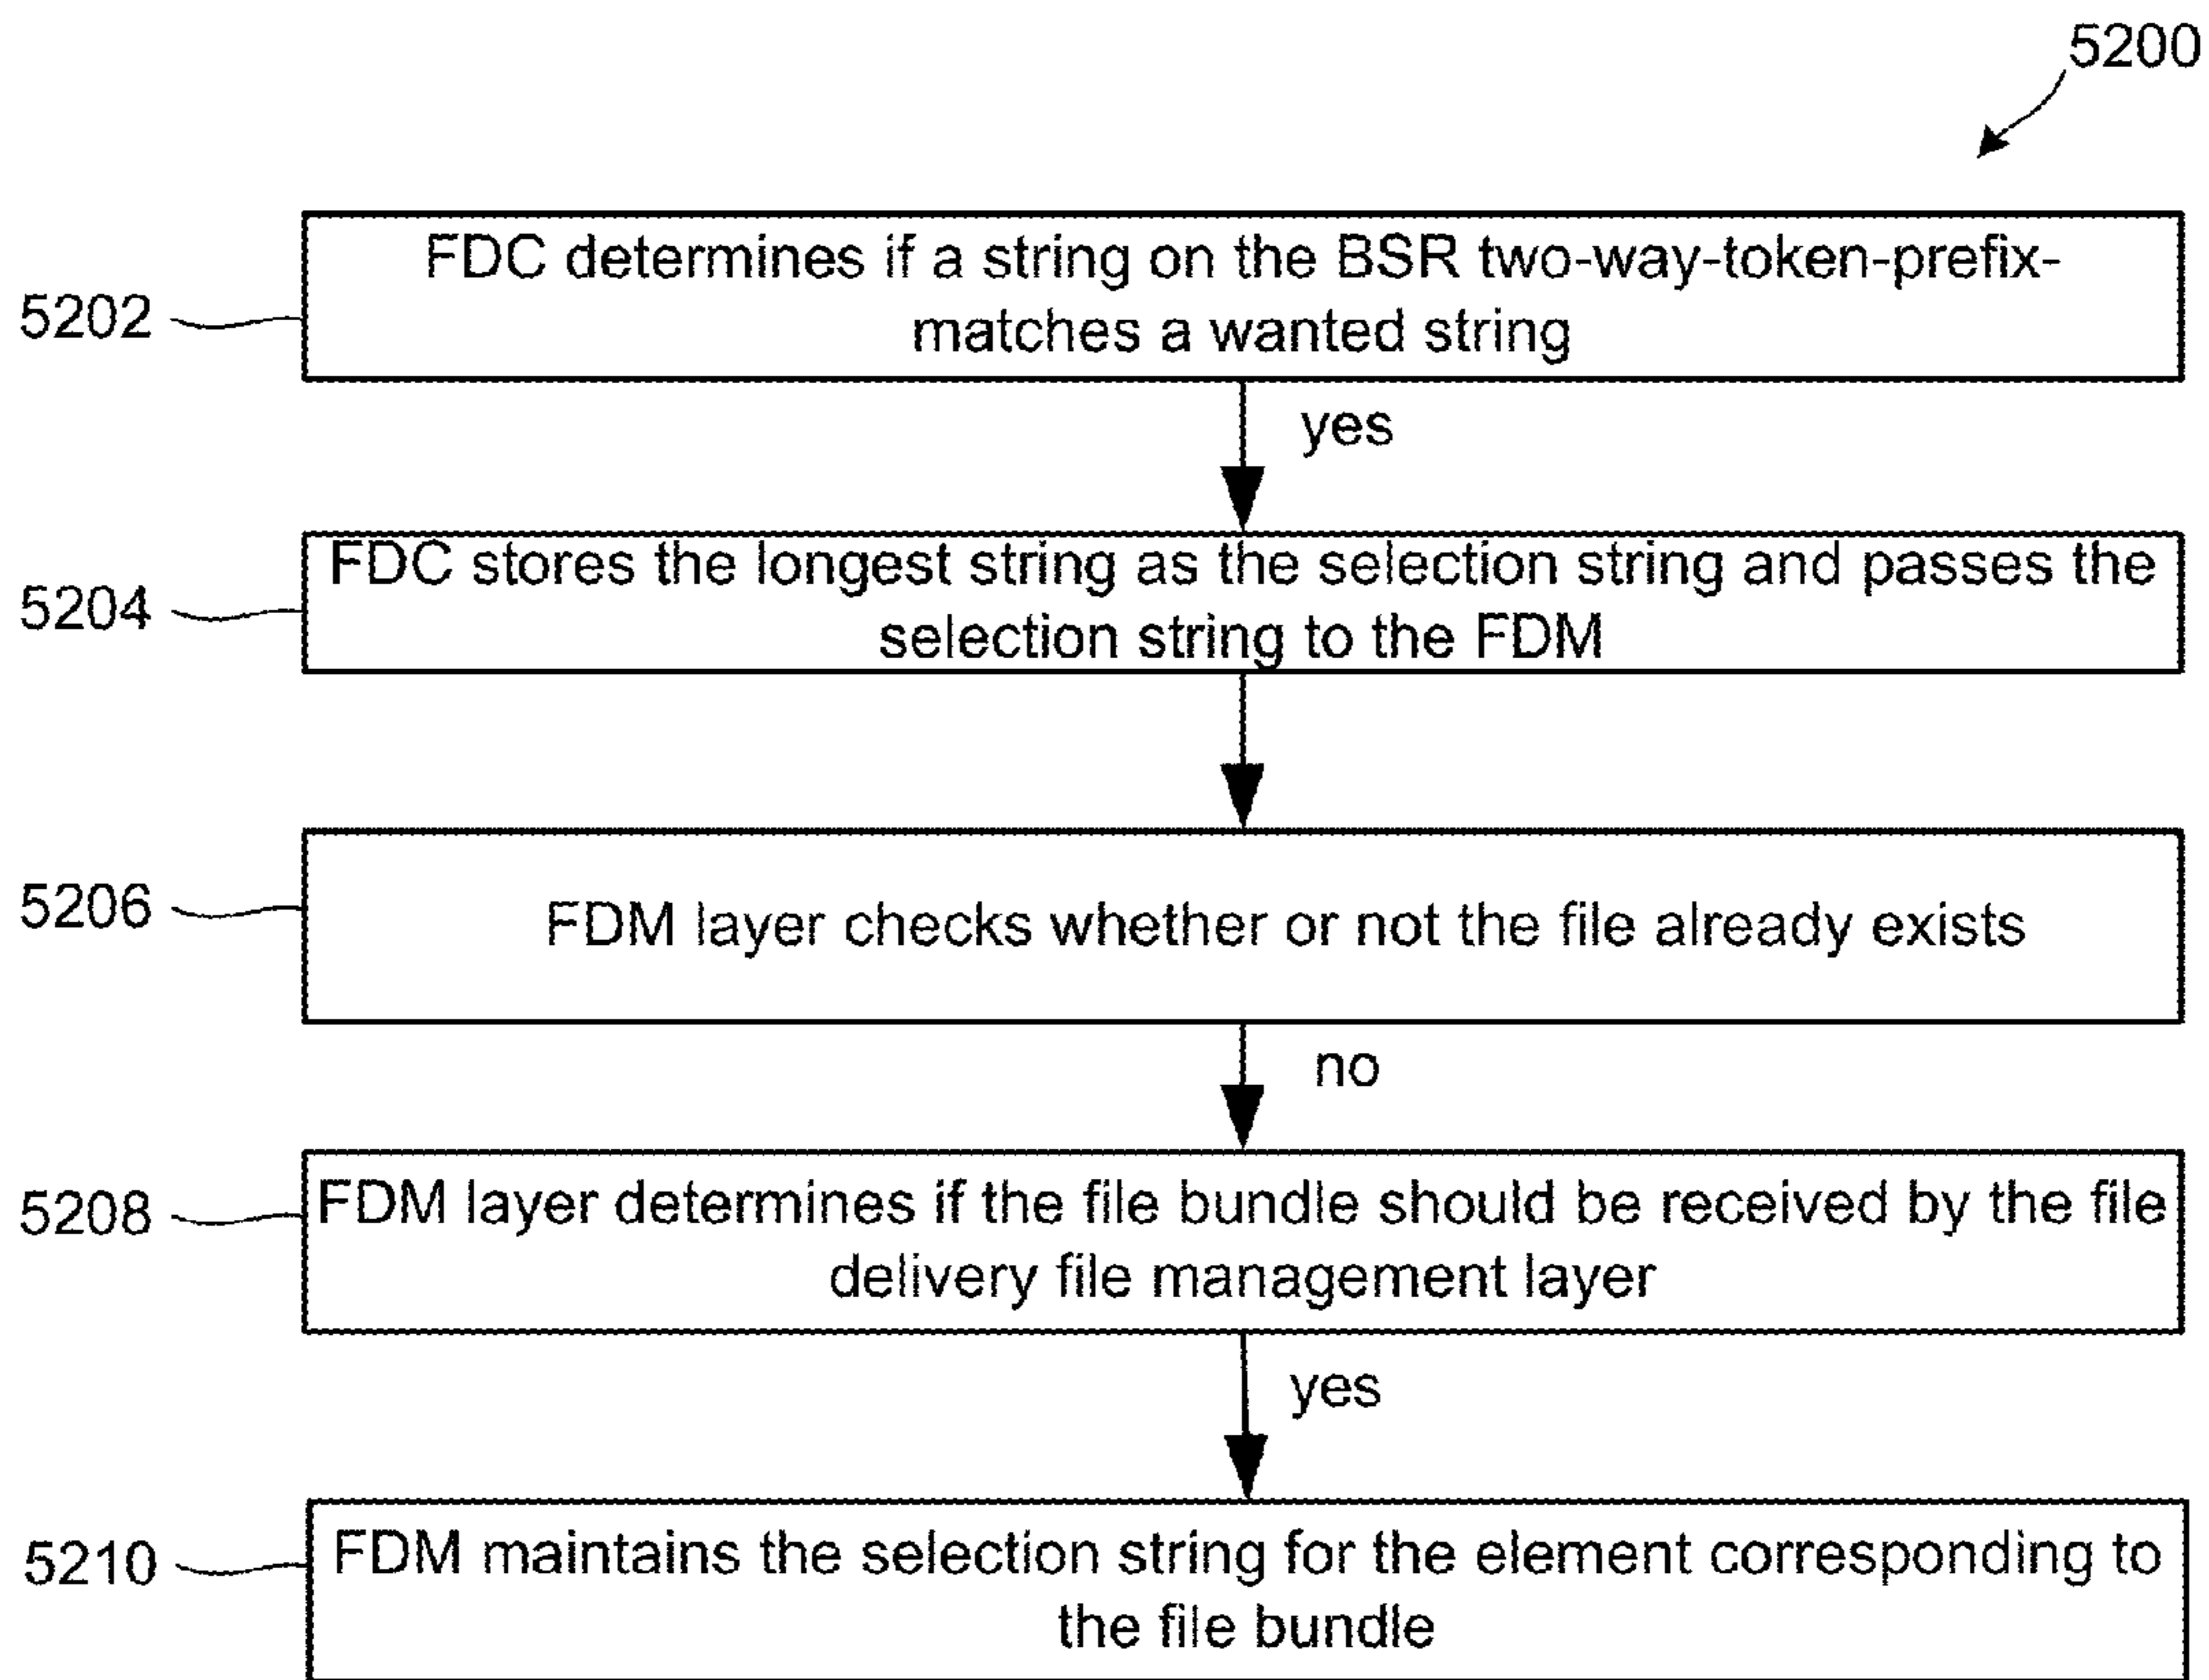 5200
5202
FDC determines if a string on the BSR two-way-token-prefix-
matches a wanted string
yes
5204
FDC stores the longest string as the selection string and passes the
selection string to the FDM
5206
FDM layer checks whether or not the file already exists
no
5208
FDM layer determines if the file bundle should be received by the file
delivery file management layer
yes
5210
FDM maintains the selection string for the element corresponding to
the file bundle